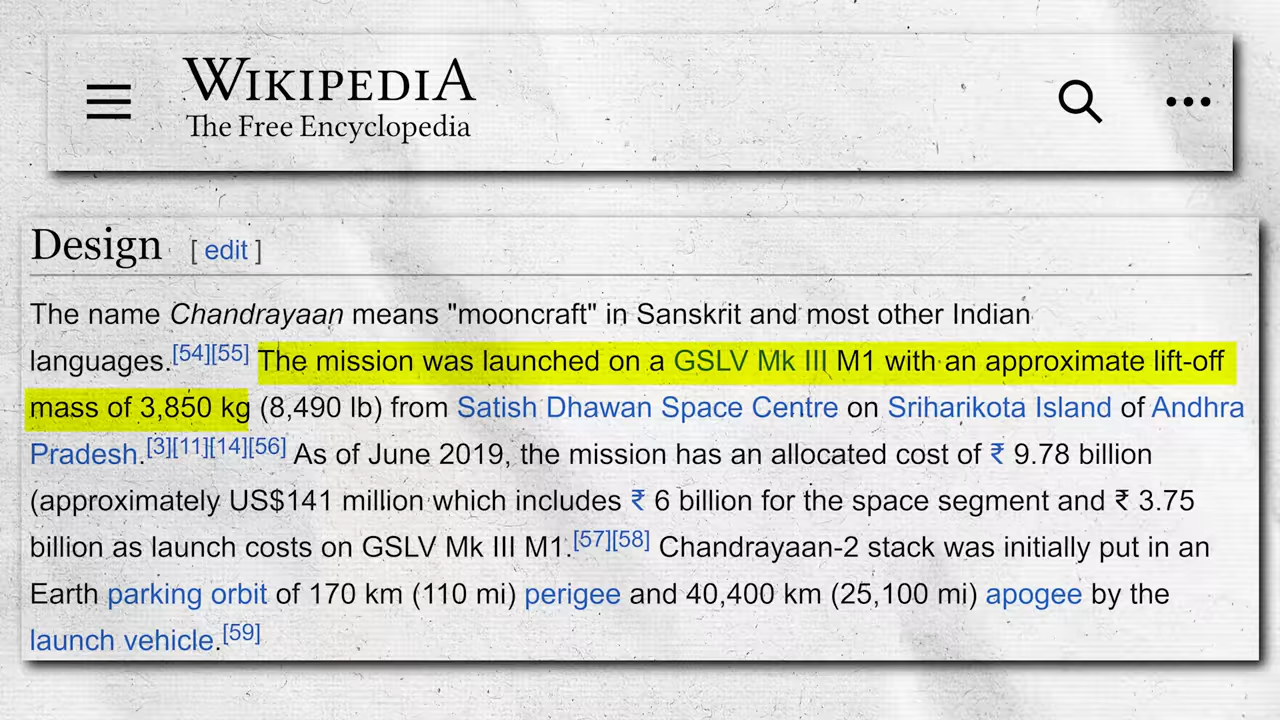 WIKIPEDIA
The Free Encyclopedia
Design [ edit ]
The name Chandrayaan means "mooncraft" in Sanskrit and most other Indian
languages.[54][55] The mission was launched on a GSLV Mk III M1 with an approximate lift-off
mass of 3,850 kg (8,490 lb) from Satish Dhawan Space Centre on Sriharikota Island of Andhra
Pradesh.[3][11][14][56] As of June 2019, the mission has an allocated cost of ₹ 9.78 billion
(approximately US$141 million which includes ₹ 6 billion for the space segment and ₹ 3.75
billion as launch costs on GSLV Mk III M1.[57][58] Chandrayaan-2 stack was initially put in an
Earth parking orbit of 170 km (110 mi) perigee and 40,400 km (25,100 mi) apogee by the
launch vehicle.[59]